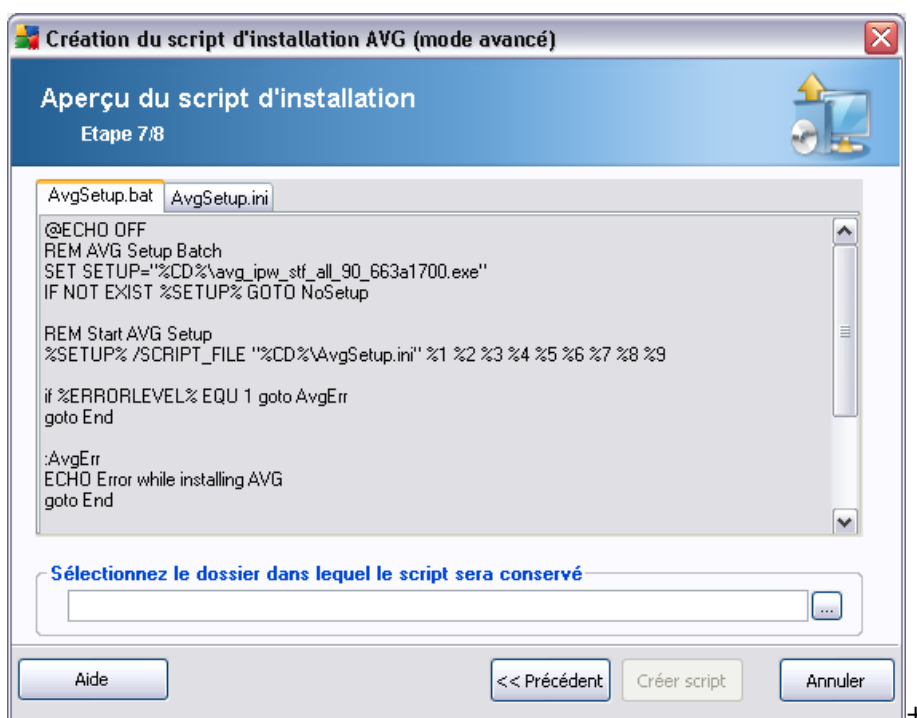 Création du script d'installation AVG (mode avancé)
Aperçu du script d'installation
Etape 7/8
AvgSetup.bat AvgSetup.ini
@ECHO OFF
REM AVG Setup Batch
SET SETUP="%CD%\avg_ipw_stf_all_90_663a1700.exe"
IF NOT EXIST %SETUP% GOTO NoSetup
REM Start AVG Setup
%SETUP% /SCRIPT_FILE "%CD%\AvgSetup.ini" %1 %2 %3 %4 %5 %6 %7 %8 %9
if %ERRORLEVEL% EQU 1 goto AvgErr
goto End
:AvgErr
ECHO Error while installing AVG
goto End
Sélectionnez le dossier dans lequel le script sera conservé
...
Aide << Précédent Créer script Annuler